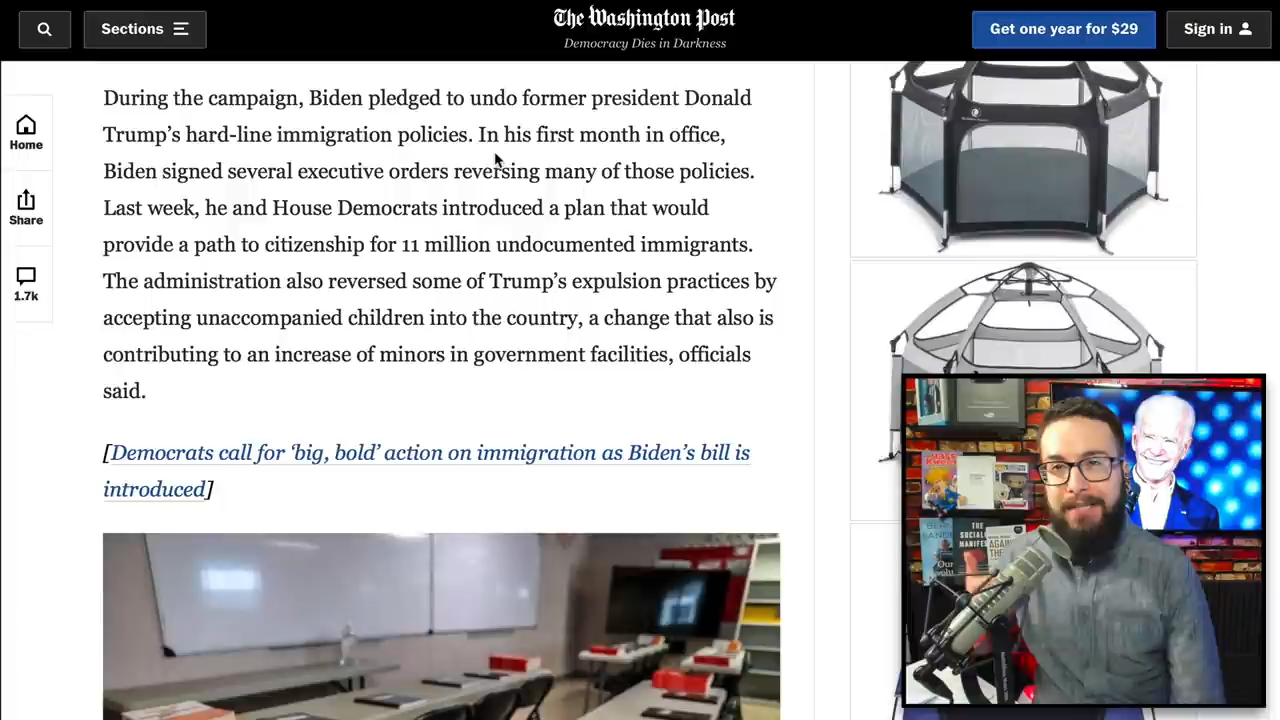 Sections
The Washington Post
Democracy Dies in Darkness
Get one year for $29
Sign in
Home
Share
1.7k
During the campaign, Biden pledged to undo former president Donald
Trump’s hard-line immigration policies. In his first month in office,
Biden signed several executive orders reversing many of those policies.
Last week, he and House Democrats introduced a plan that would
provide a path to citizenship for 11 million undocumented immigrants.
The administration also reversed some of Trump’s expulsion practices by
accepting unaccompanied children into the country, a change that also is
contributing to an increase of minors in government facilities, officials
said.
[Democrats call for ‘big, bold’ action on immigration as Biden’s bill is
introduced]
THE
AGAINST